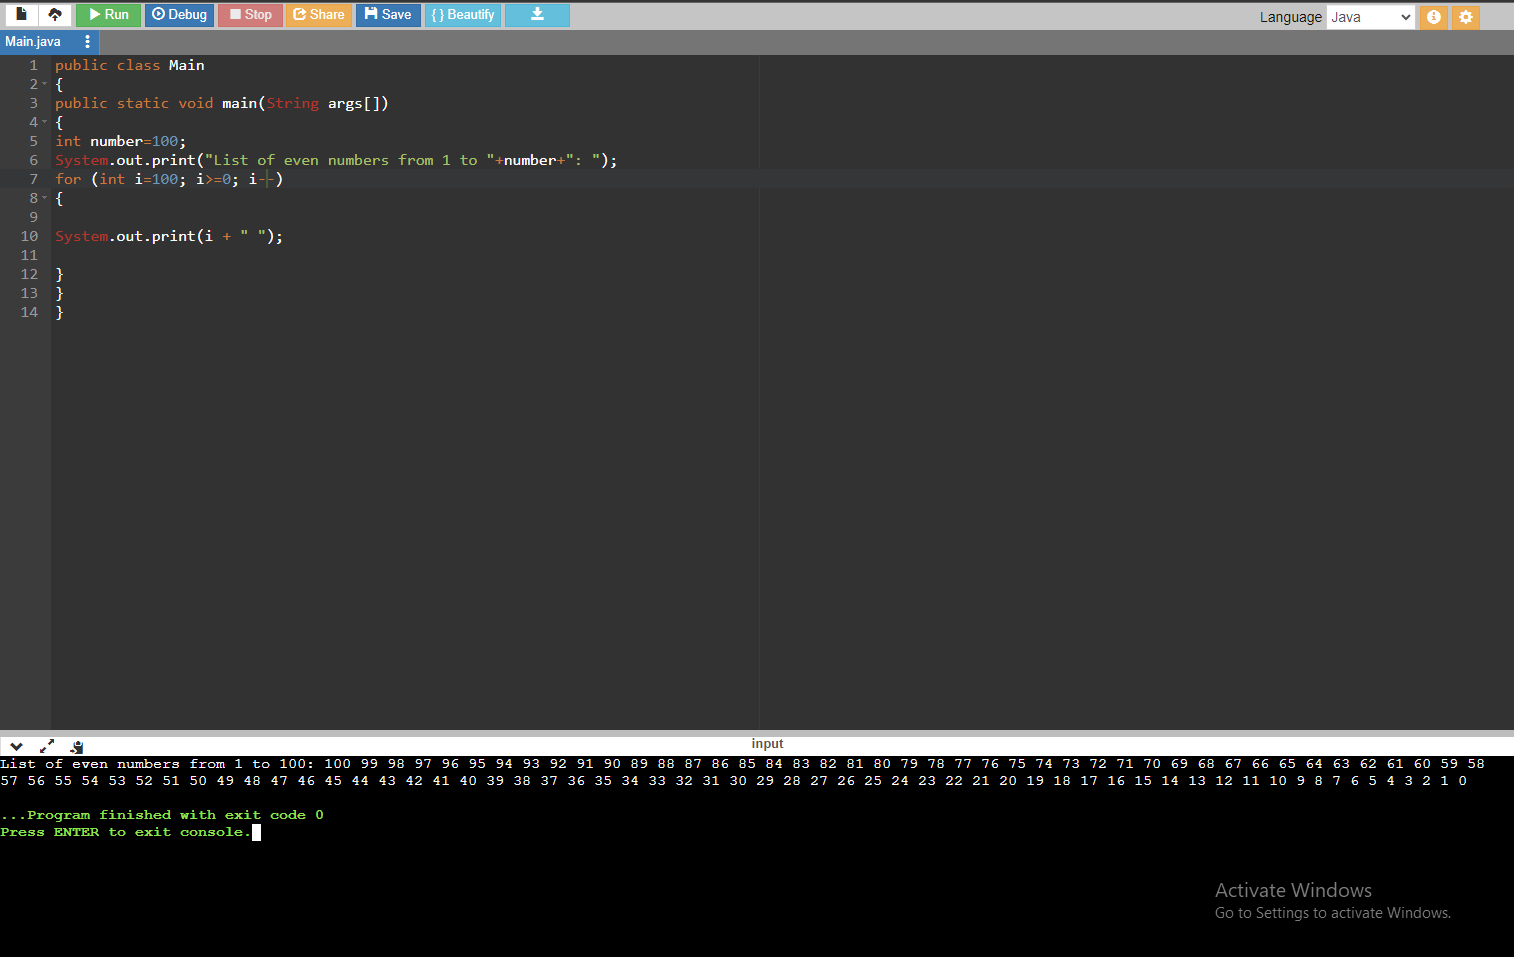 Run Debug Stop Share Save { } Beautify Language Java
Main.java
1 public class Main
2 {
3 public static void main(String args[])
4 {
5 int number=100;
6 System.out.print("List of even numbers from 1 to "+number+": ");
7 for (int i=100; i>=0; i--)
8 {
9
10 System.out.print(i + " ");
11
12 }
13 }
14 }
input
List of even numbers from 1 to 100: 100 99 98 97 96 95 94 93 92 91 90 89 88 87 86 85 84 83 82 81 80 79 78 77 76 75 74 73 72 71 70 69 68 67 66 65 64 63 62 61 60 59 58
57 56 55 54 53 52 51 50 49 48 47 46 45 44 43 42 41 40 39 38 37 36 35 34 33 32 31 30 29 28 27 26 25 24 23 22 21 20 19 18 17 16 15 14 13 12 11 10 9 8 7 6 5 4 3 2 1 0
...Program finished with exit code 0
Press ENTER to exit console.
Activate Windows
Go to Settings to activate Windows.